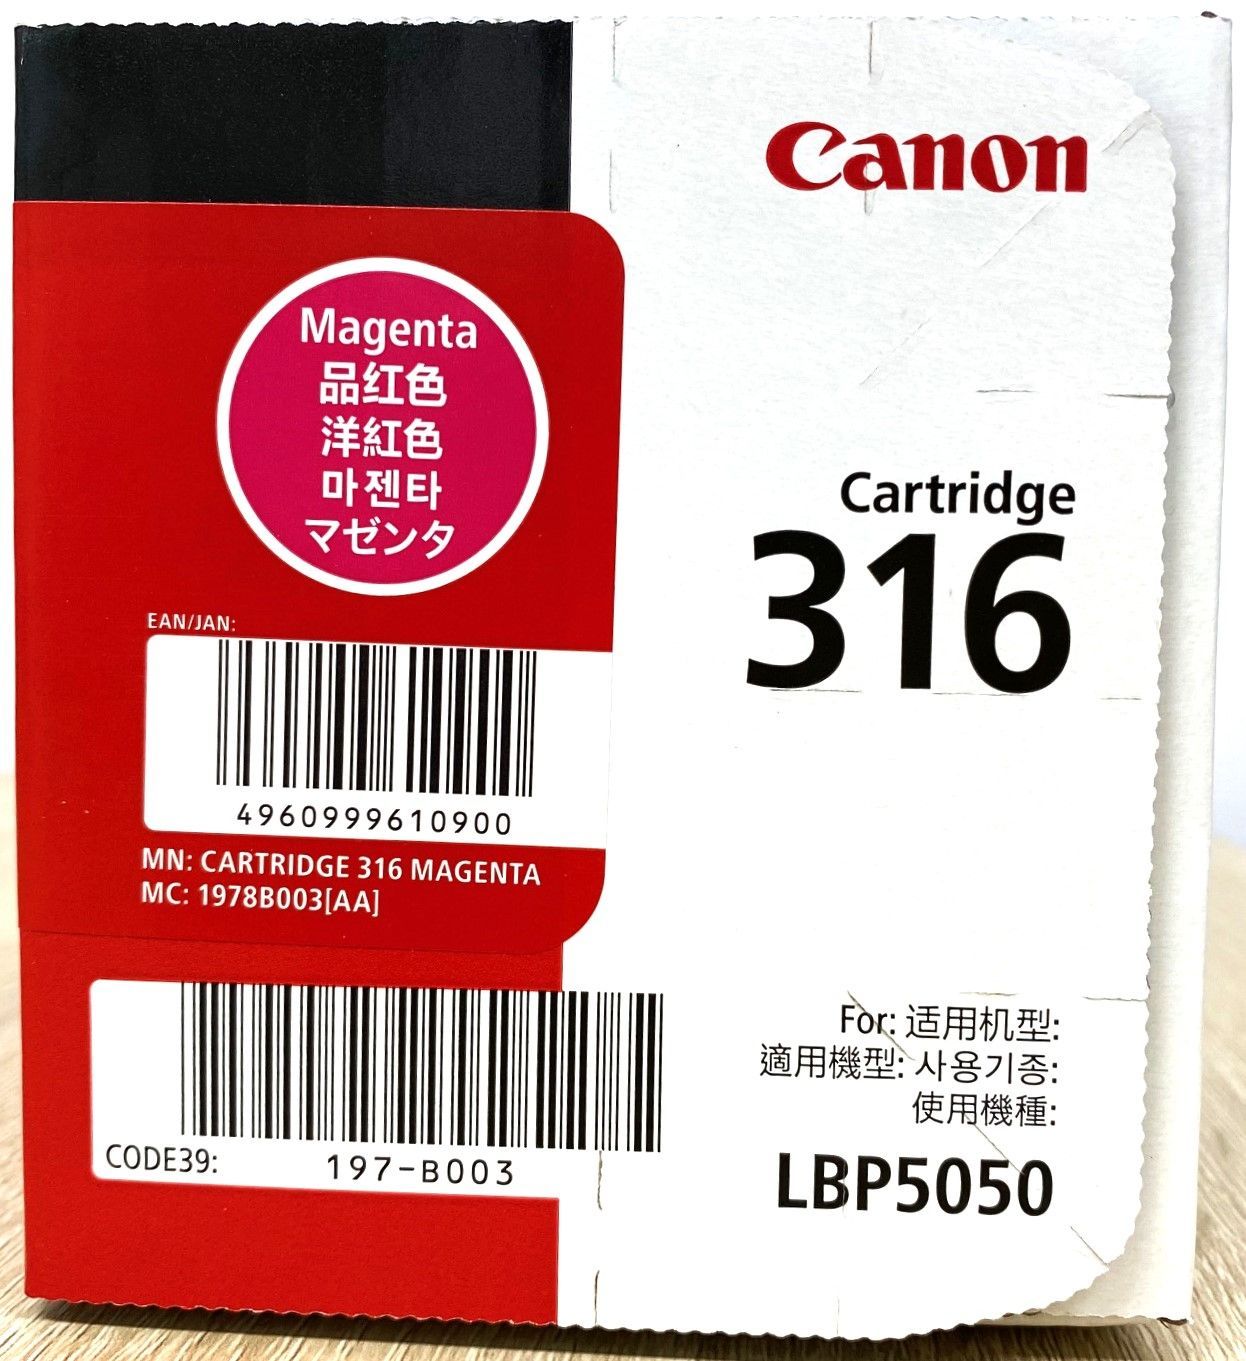 Canon
Magenta
品红色
洋紅色
마젠타
マゼンタ
Cartridge
316
EAN/JAN:
4960999610900
MN: CARTRIDGE 316 MAGENTA
MC: 1978B003[AA]
CODE39:
197-B003
For: 适用机型:
適用機型: 사용기종:
使用機種:
LBP5050